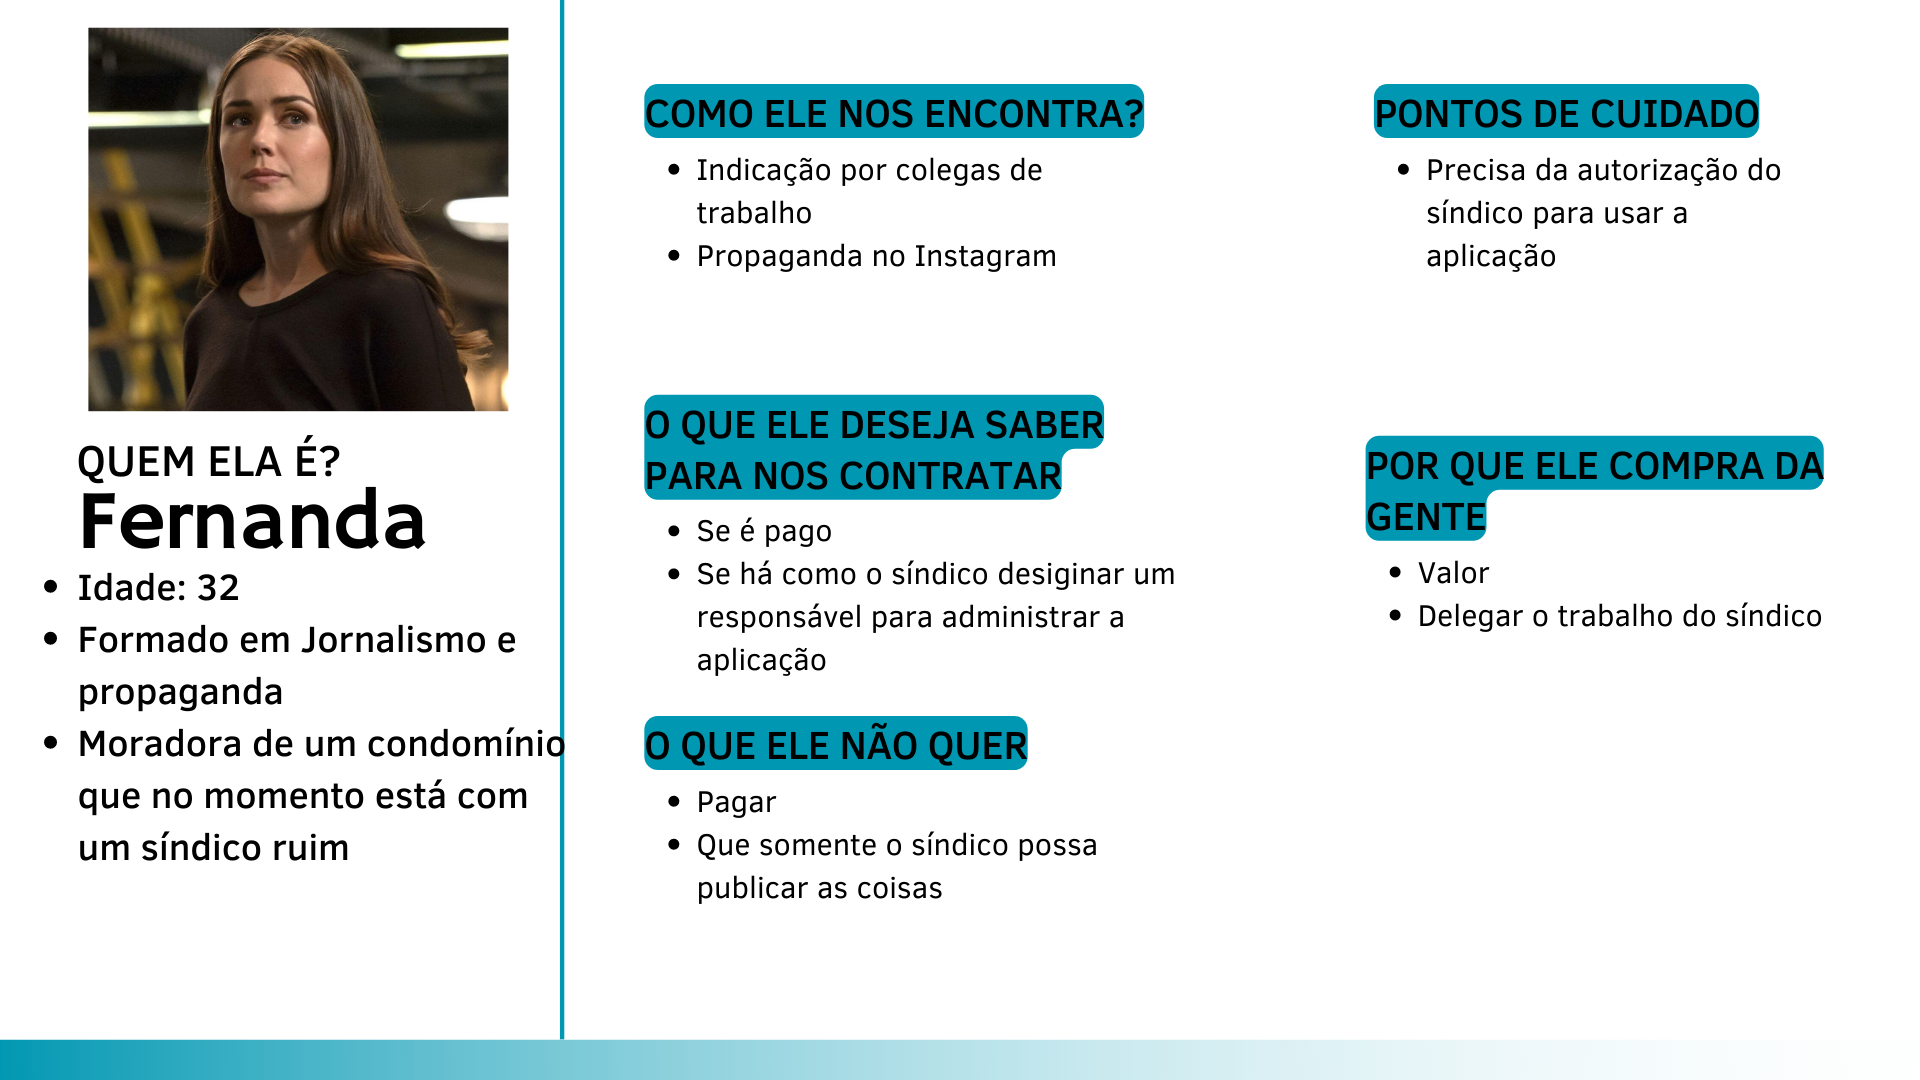 QUEM ELA É?
Fernanda
• Idade: 32
• Formado em Jornalismo e
propaganda
• Moradora de um condomínio
que no momento está com
um síndico ruim
COMO ELE NOS ENCONTRA?
• Indicação por colegas de
trabalho
• Propaganda no Instagram
O QUE ELE DESEJA SABER
PARA NOS CONTRATAR
• Se é pago
• Se há como o síndico desiginar um
responsável para administrar a
aplicação
O QUE ELE NÃO QUER
• Pagar
• Que somente o síndico possa
publicar as coisas
PONTOS DE CUIDADO
• Precisa da autorização do
síndico para usar a
aplicação
POR QUE ELE COMPRA DA
GENTE
• Valor
• Delegar o trabalho do síndico